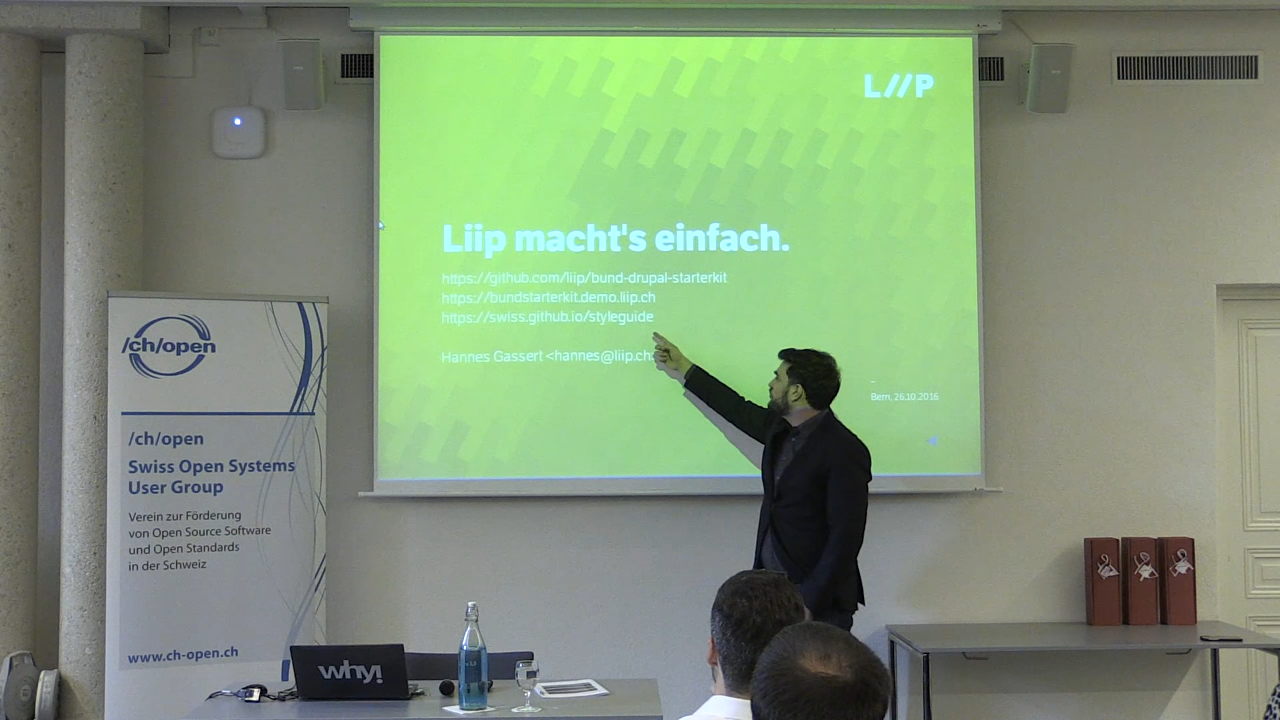 LIIP
Liip macht's einfach.
https://github.com/liip/bund-drupal-starterkit
https://bundstarterkit.demo.liip.ch
https://swiss.github.io/styleguide
Hannes Gassert <hannes@liip.ch>
Bern, 26.10.2016
/ch/open
/ch/open
Swiss Open Systems
User Group
Verein zur Förderung
von Open Source Software
und Open Standards
in der Schweiz
www.ch-open.ch
why!